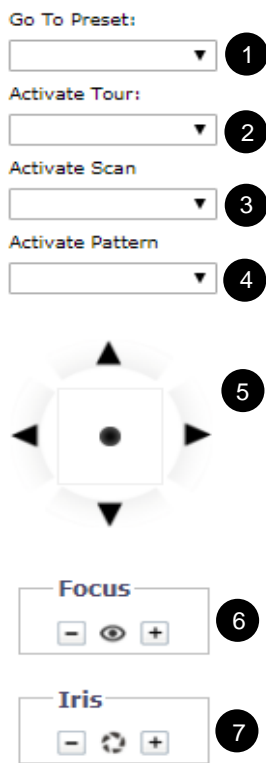 Go To Preset:
1
Activate Tour:
2
Activate Scan
3
Activate Pattern
4
5
Focus
- +
6
Iris
- +
7